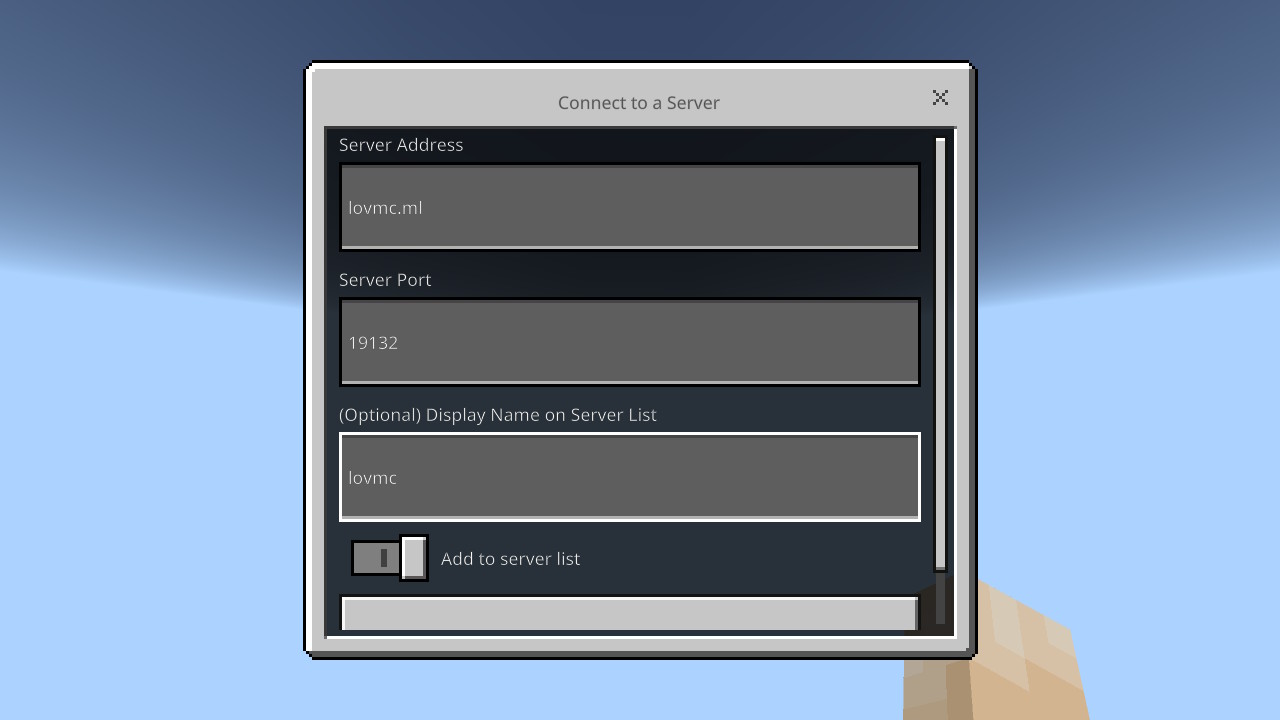 Connect to a Server
Server Address
lovmc.ml
Server Port
19132
(Optional) Display Name on Server List
lovmc
Add to server list